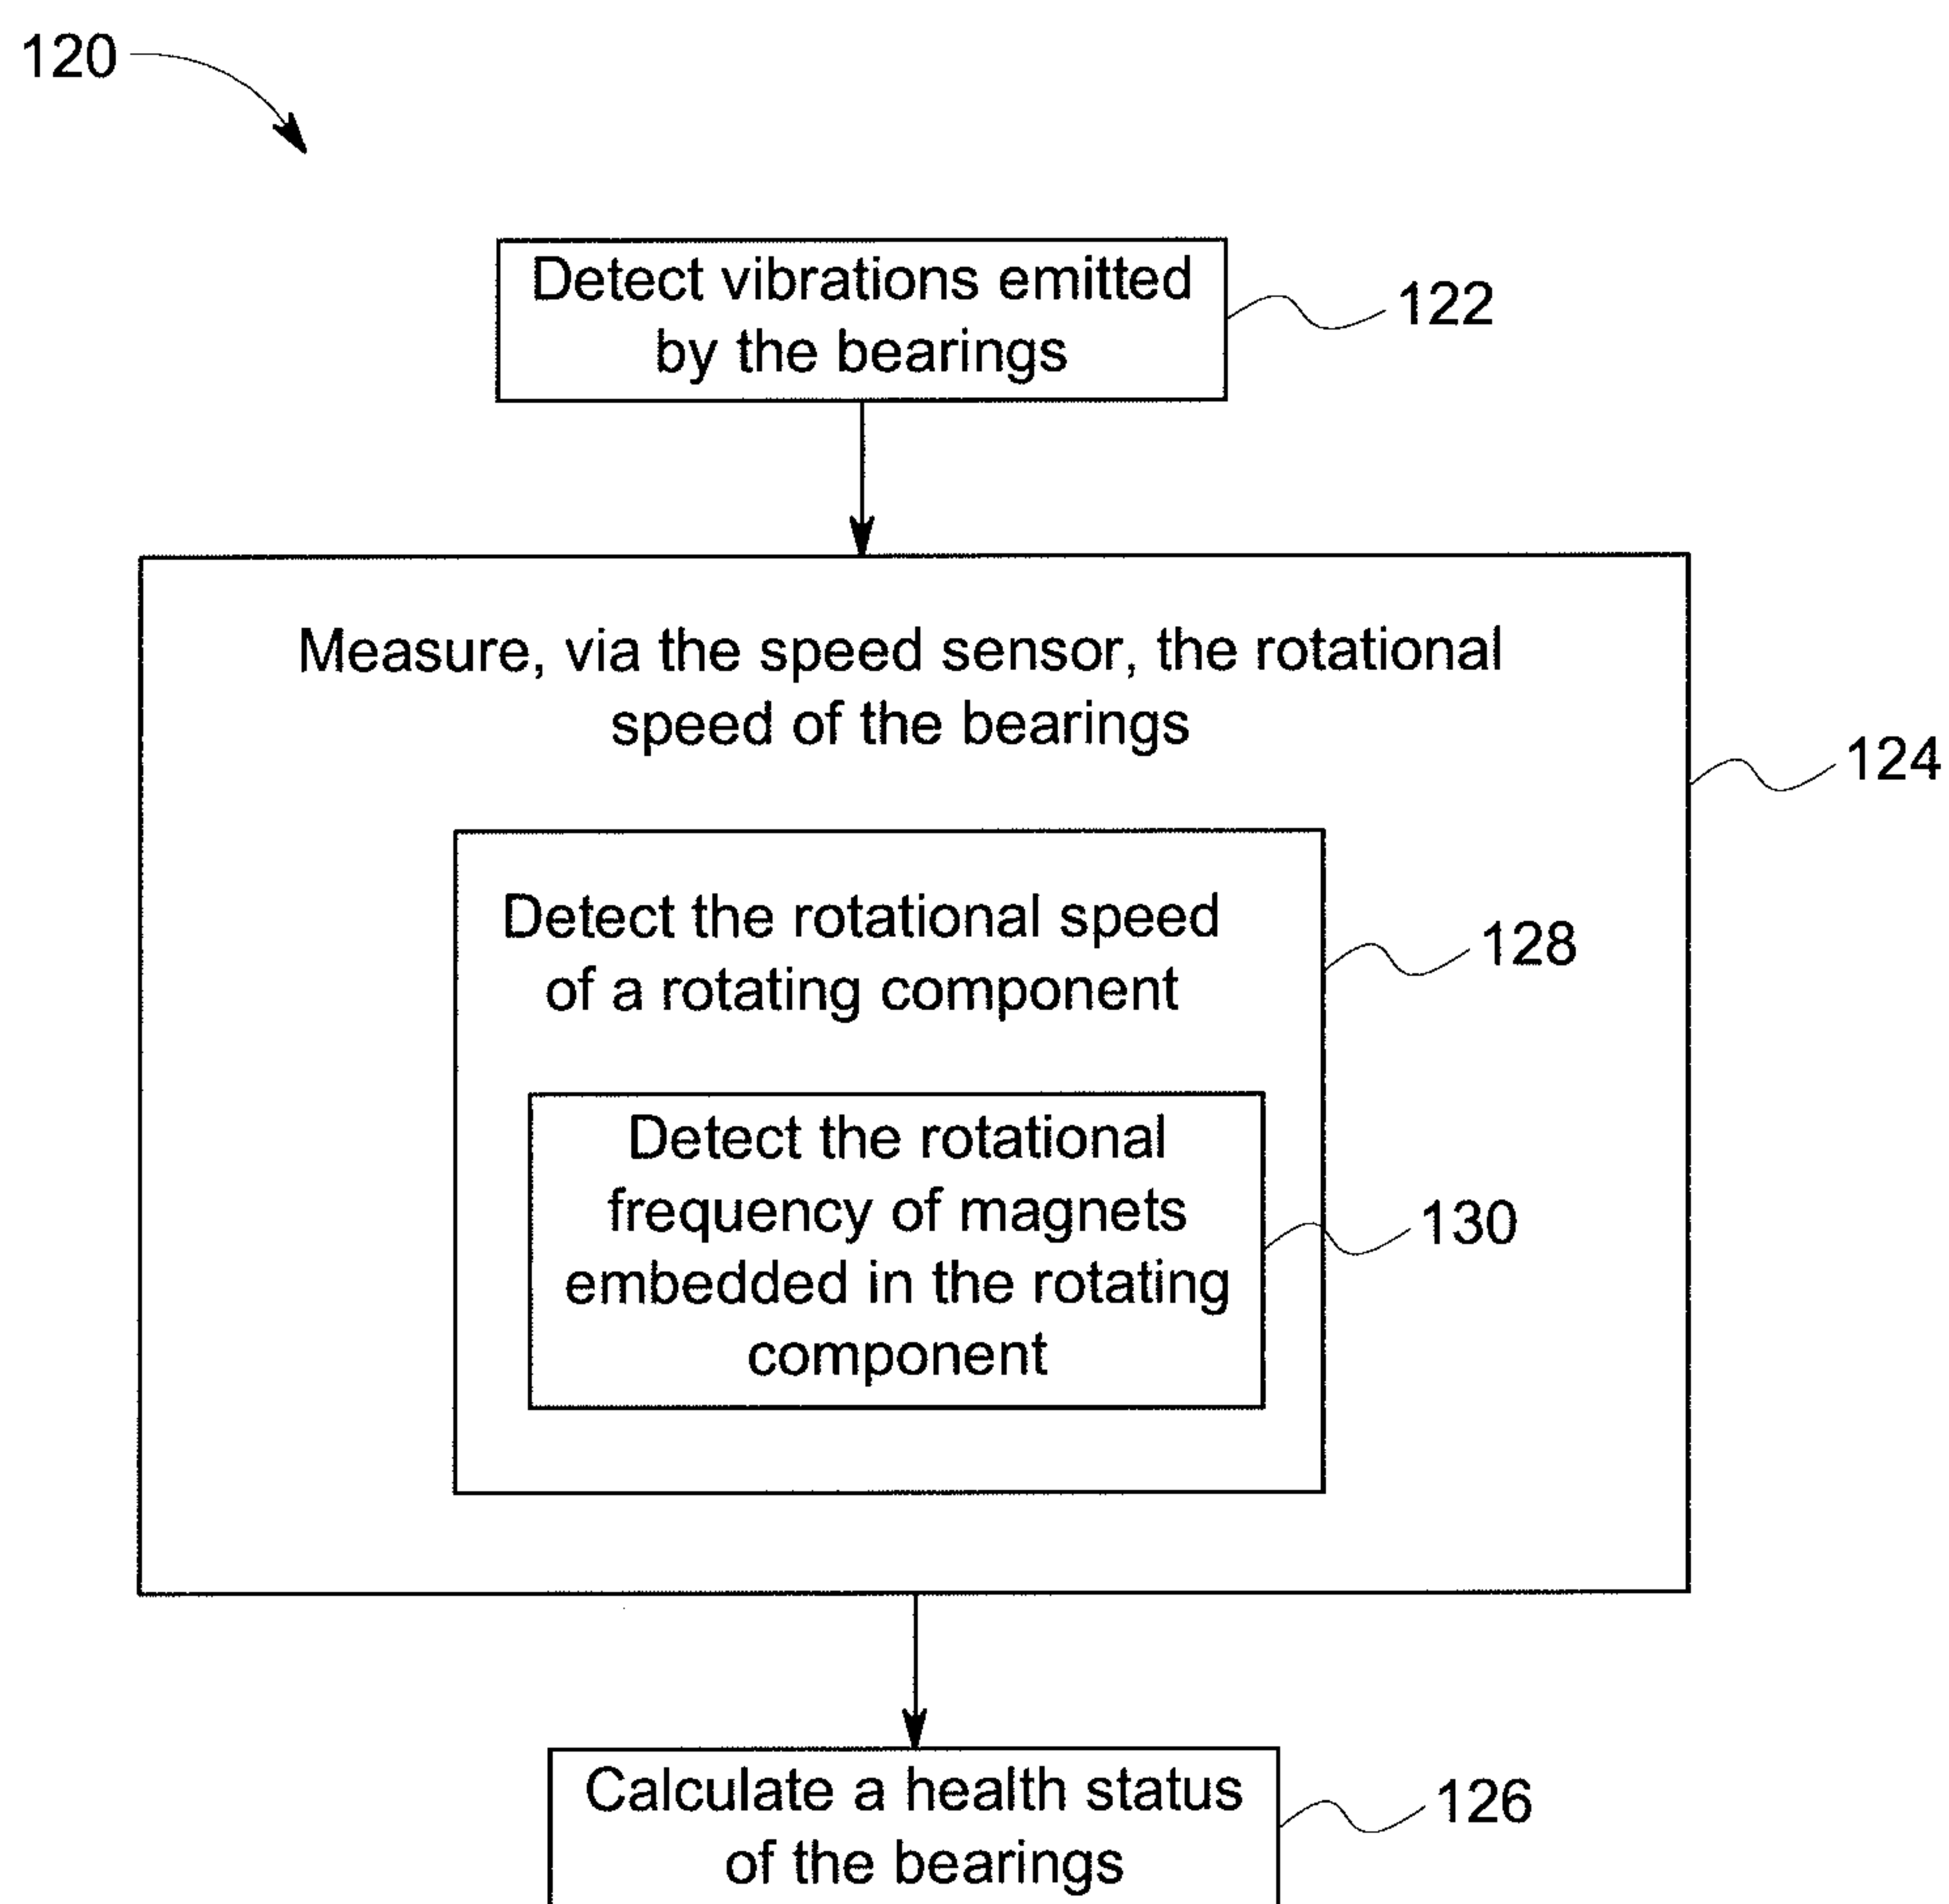 120
Detect vibrations emitted
by the bearings
122
Measure, via the speed sensor, the rotational
speed of the bearings
124
Detect the rotational speed
of a rotating component
128
Detect the rotational
frequency of magnets
embedded in the rotating
component
130
Calculate a health status
of the bearings
126